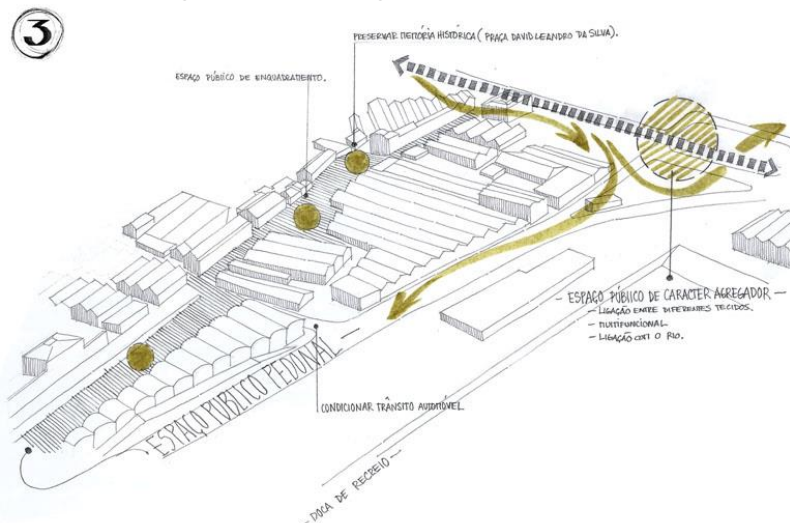 3
PRESERVAR MEMÓRIA HISTÓRICA (PRAÇA DAVID LEANDRO DA SILVA).
ESPAÇO PÚBLICO DE ENQUADRAMENTO.
- ESPAÇO PÚBLICO DE CARACTER AGREGADOR -
- LIGAÇÃO ENTRE DIFERENTES TECIDOS.
- MULTIFUNCIONAL
- LIGAÇÃO COM O RIO.
CONDICIONAR TRÂNSITO AUTOMÓVEL
ESPAÇO PÚBLICO PEDONAL -
- DOCA DE RECREIO -